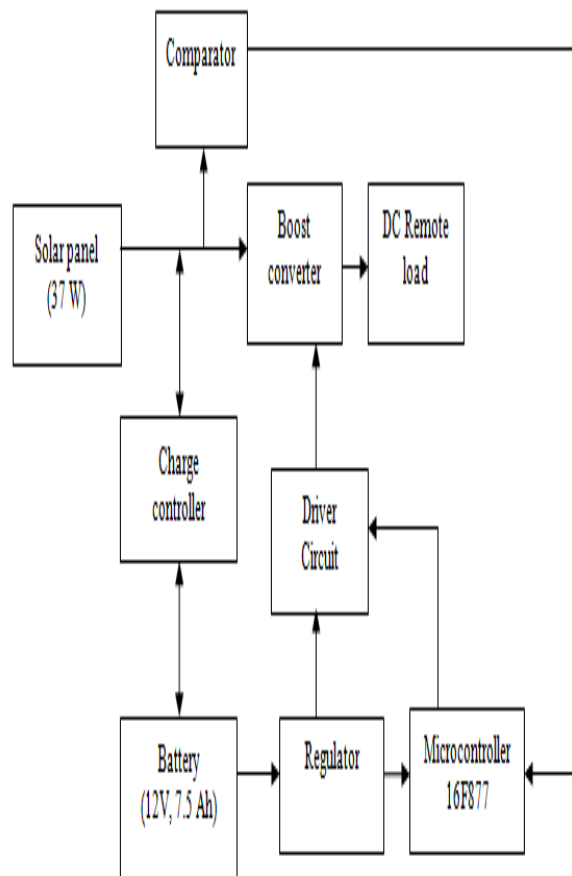 Comparator
Solar panel
(37 W)
Boost
converter
DC Remote
load
Charge
controller
Driver
Circuit
Battery
(12V, 7.5 Ah)
Regulator
Microcontroller
16F877